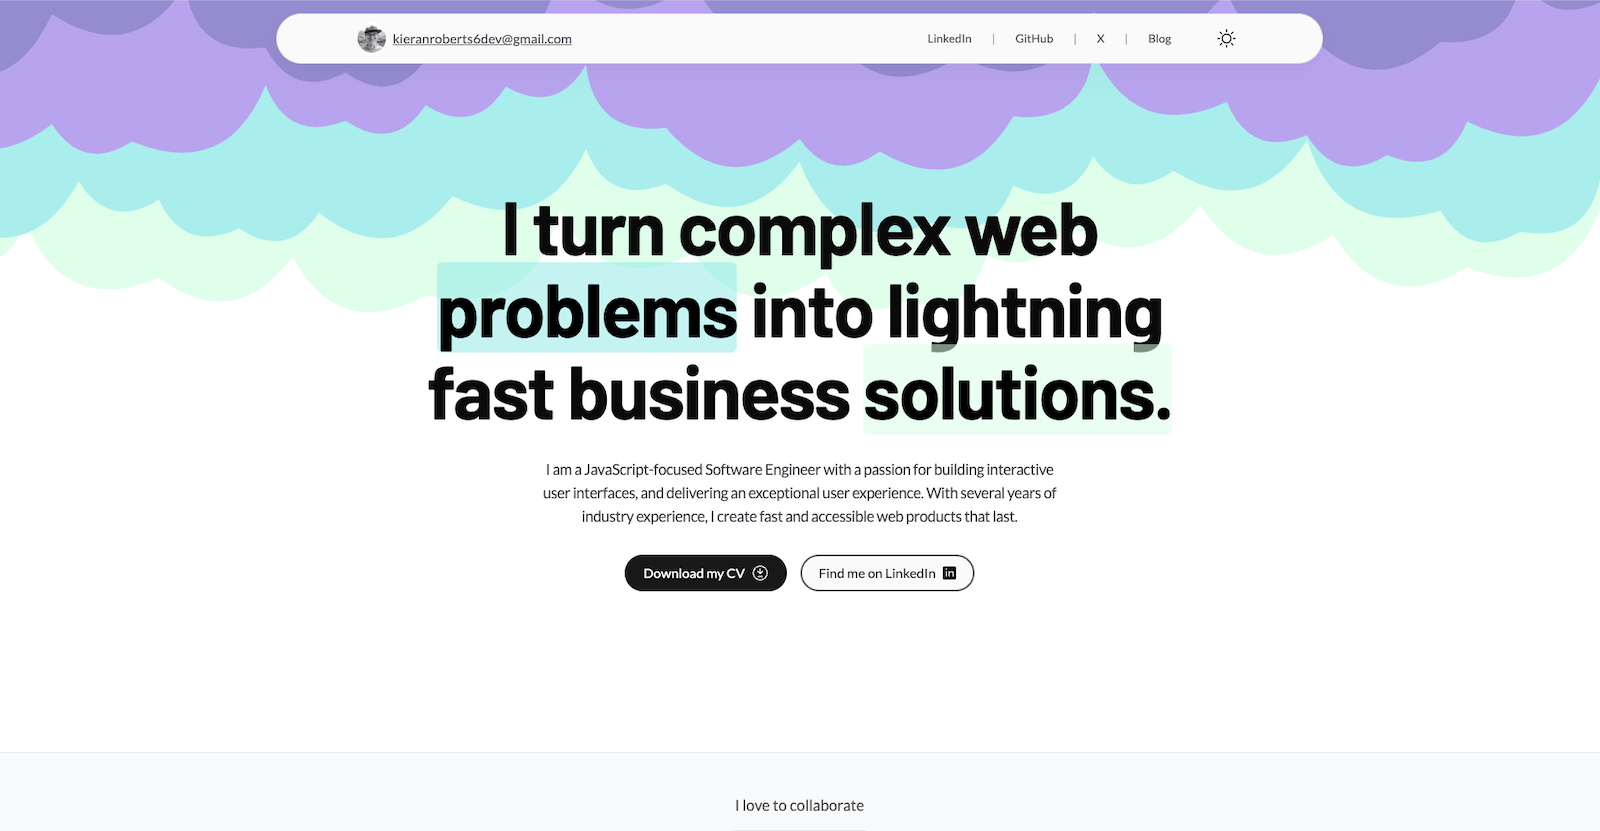 kieranroberts6dev@gmail.com
LinkedIn | GitHub | X | Blog
I turn complex web
problems into lightning
fast business solutions.
I am a JavaScript-focused Software Engineer with a passion for building interactive
user interfaces, and delivering an exceptional user experience. With several years of
industry experience, I create fast and accessible web products that last.
Download my CV
Find me on LinkedIn in
I love to collaborate